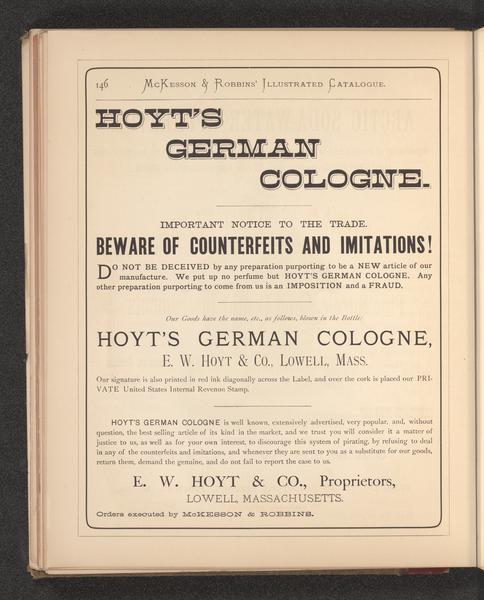 146 McKesson & Robbins' Illustrated Catalogue.
HOYT'S
GERMAN
COLOGNE.
IMPORTANT NOTICE TO THE TRADE.
BEWARE OF COUNTERFEITS AND IMITATIONS!
DO NOT BE DECEIVED by any preparation purporting to be a NEW article of our
manufacture. We put up no perfume but HOYT'S GERMAN COLOGNE. Any
other preparation purporting to come from us is an IMPOSITION and a FRAUD.
Our Goods have the name, etc., as follows, blown in the Bottle:
HOYT'S GERMAN COLOGNE,
E. W. Hoyt & Co., Lowell, Mass.
Our signature is also printed in red ink diagonally across the Label, and over the cork is placed our PRI-
VATE United States Internal Revenue Stamp.
HOYT'S GERMAN COLOGNE is well known, extensively advertised, very popular, and, without
question, the best selling article of its kind in the market, and we trust you will consider it a matter of
justice to us, as well as for your own interest, to discourage this system of pirating, by refusing to deal
in any of the counterfeits and imitations, and whenever they are sent to you as a substitute for our goods,
return them, demand the genuine, and do not fail to report the case to us.
E. W. HOYT & CO., Proprietors,
LOWELL, MASSACHUSETTS.
Orders executed by McKESSON & ROBBINS.